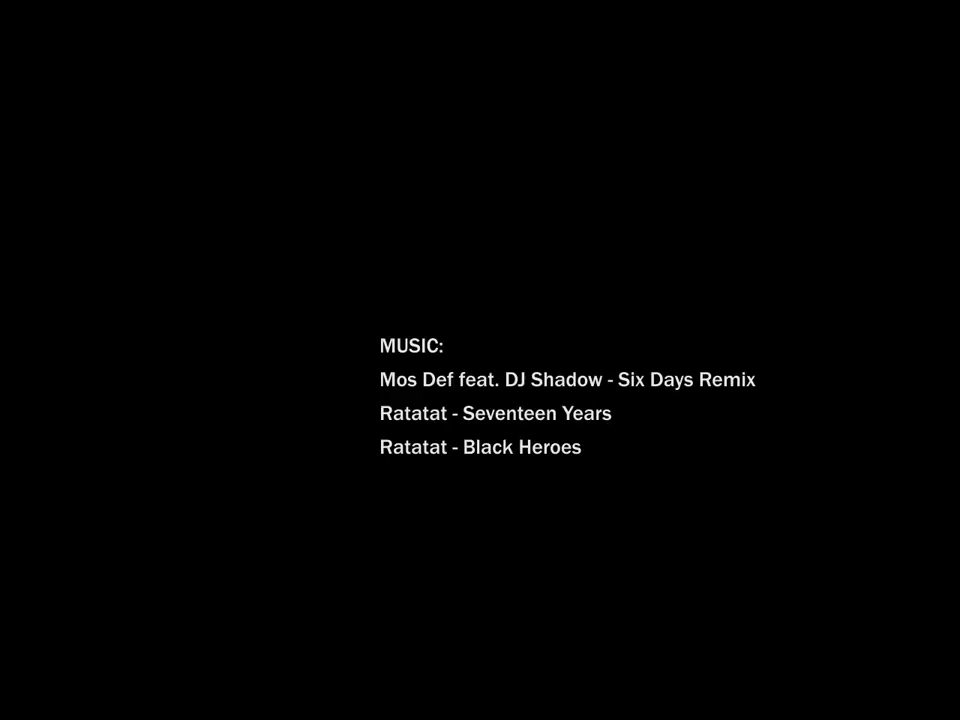 MUSIC:
Mos Def feat. DJ Shadow - Six Days Remix
Ratatat - Seventeen Years
Ratatat - Black Heroes